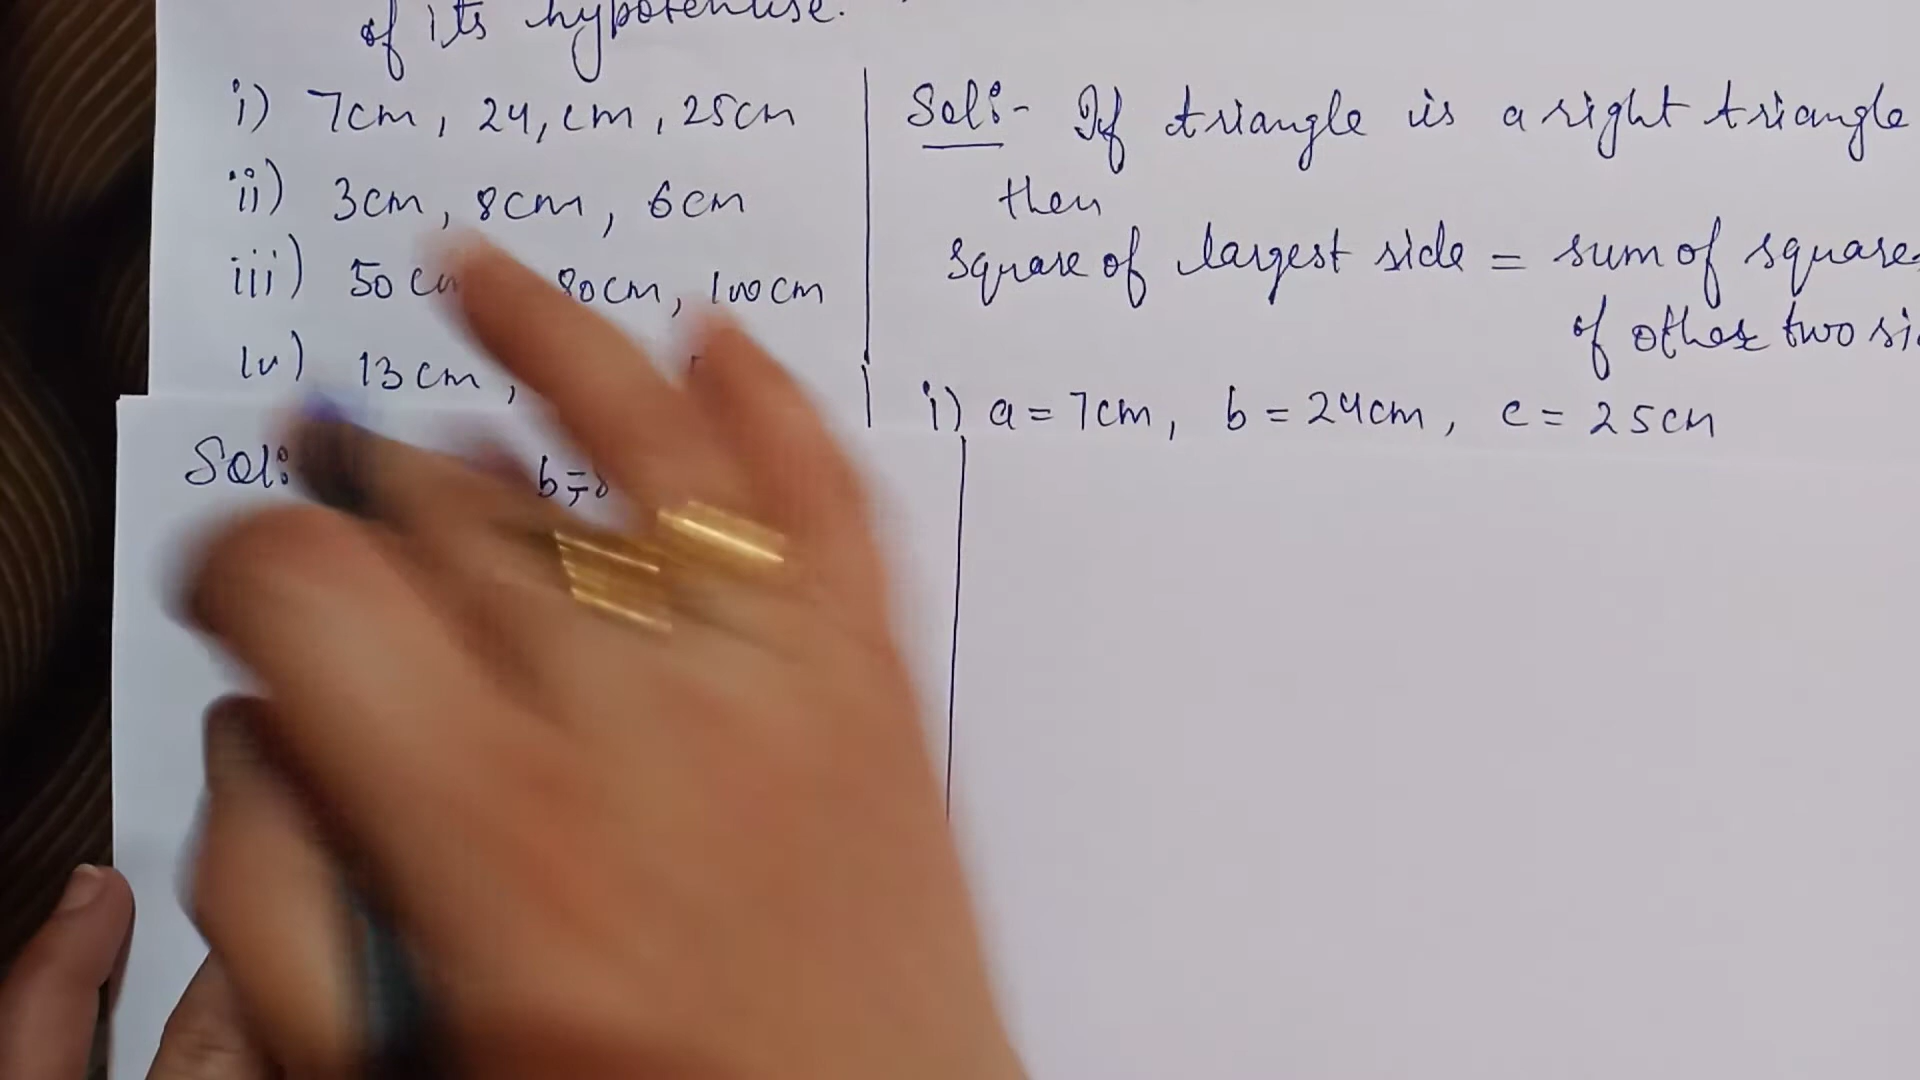 of its hypotenuse.
i) 7cm, 24, cm, 25cm
ii) 3cm, 8cm, 6cm
iii) 50 80cm, 100cm
iv) 13cm,
Sol:- If triangle is a right triangle
then
Square of largest side = sum of square
of other two
i) a = 7cm, b = 24cm, c = 25cm
Sol:
b=8